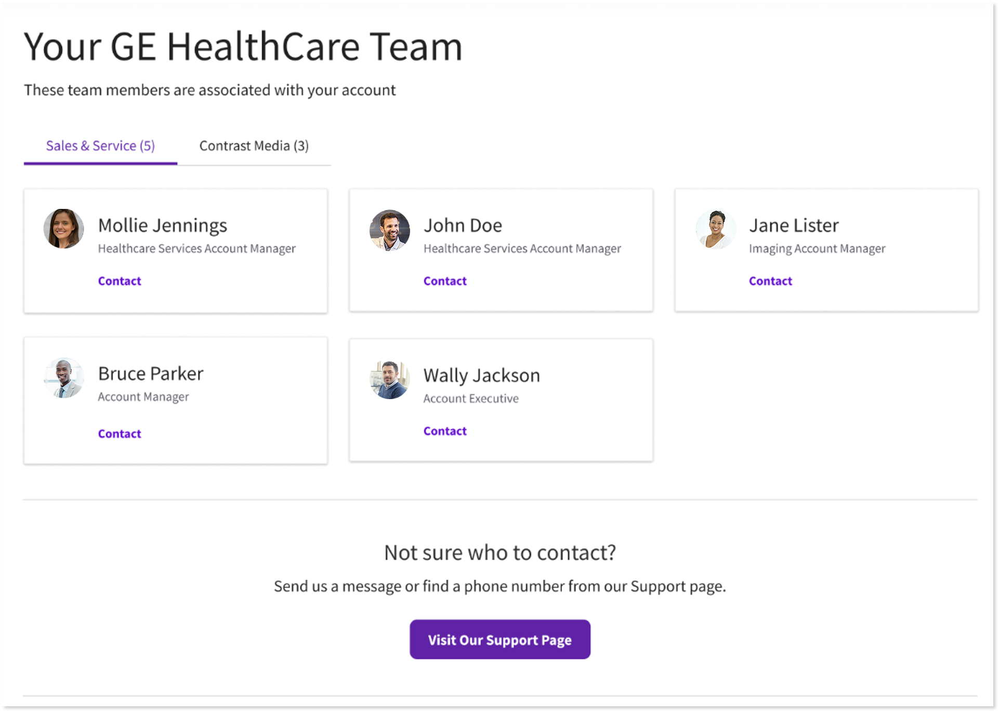 Your GE HealthCare Team
These team members are associated with your account
Sales & Service (5)
Contrast Media (3)
Mollie Jennings
Healthcare Services Account Manager
Contact
John Doe
Healthcare Services Account Manager
Contact
Jane Lister
Imaging Account Manager
Contact
Bruce Parker
Account Manager
Contact
Wally Jackson
Account Executive
Contact
Not sure who to contact?
Send us a message or find a phone number from our Support page.
Visit Our Support Page